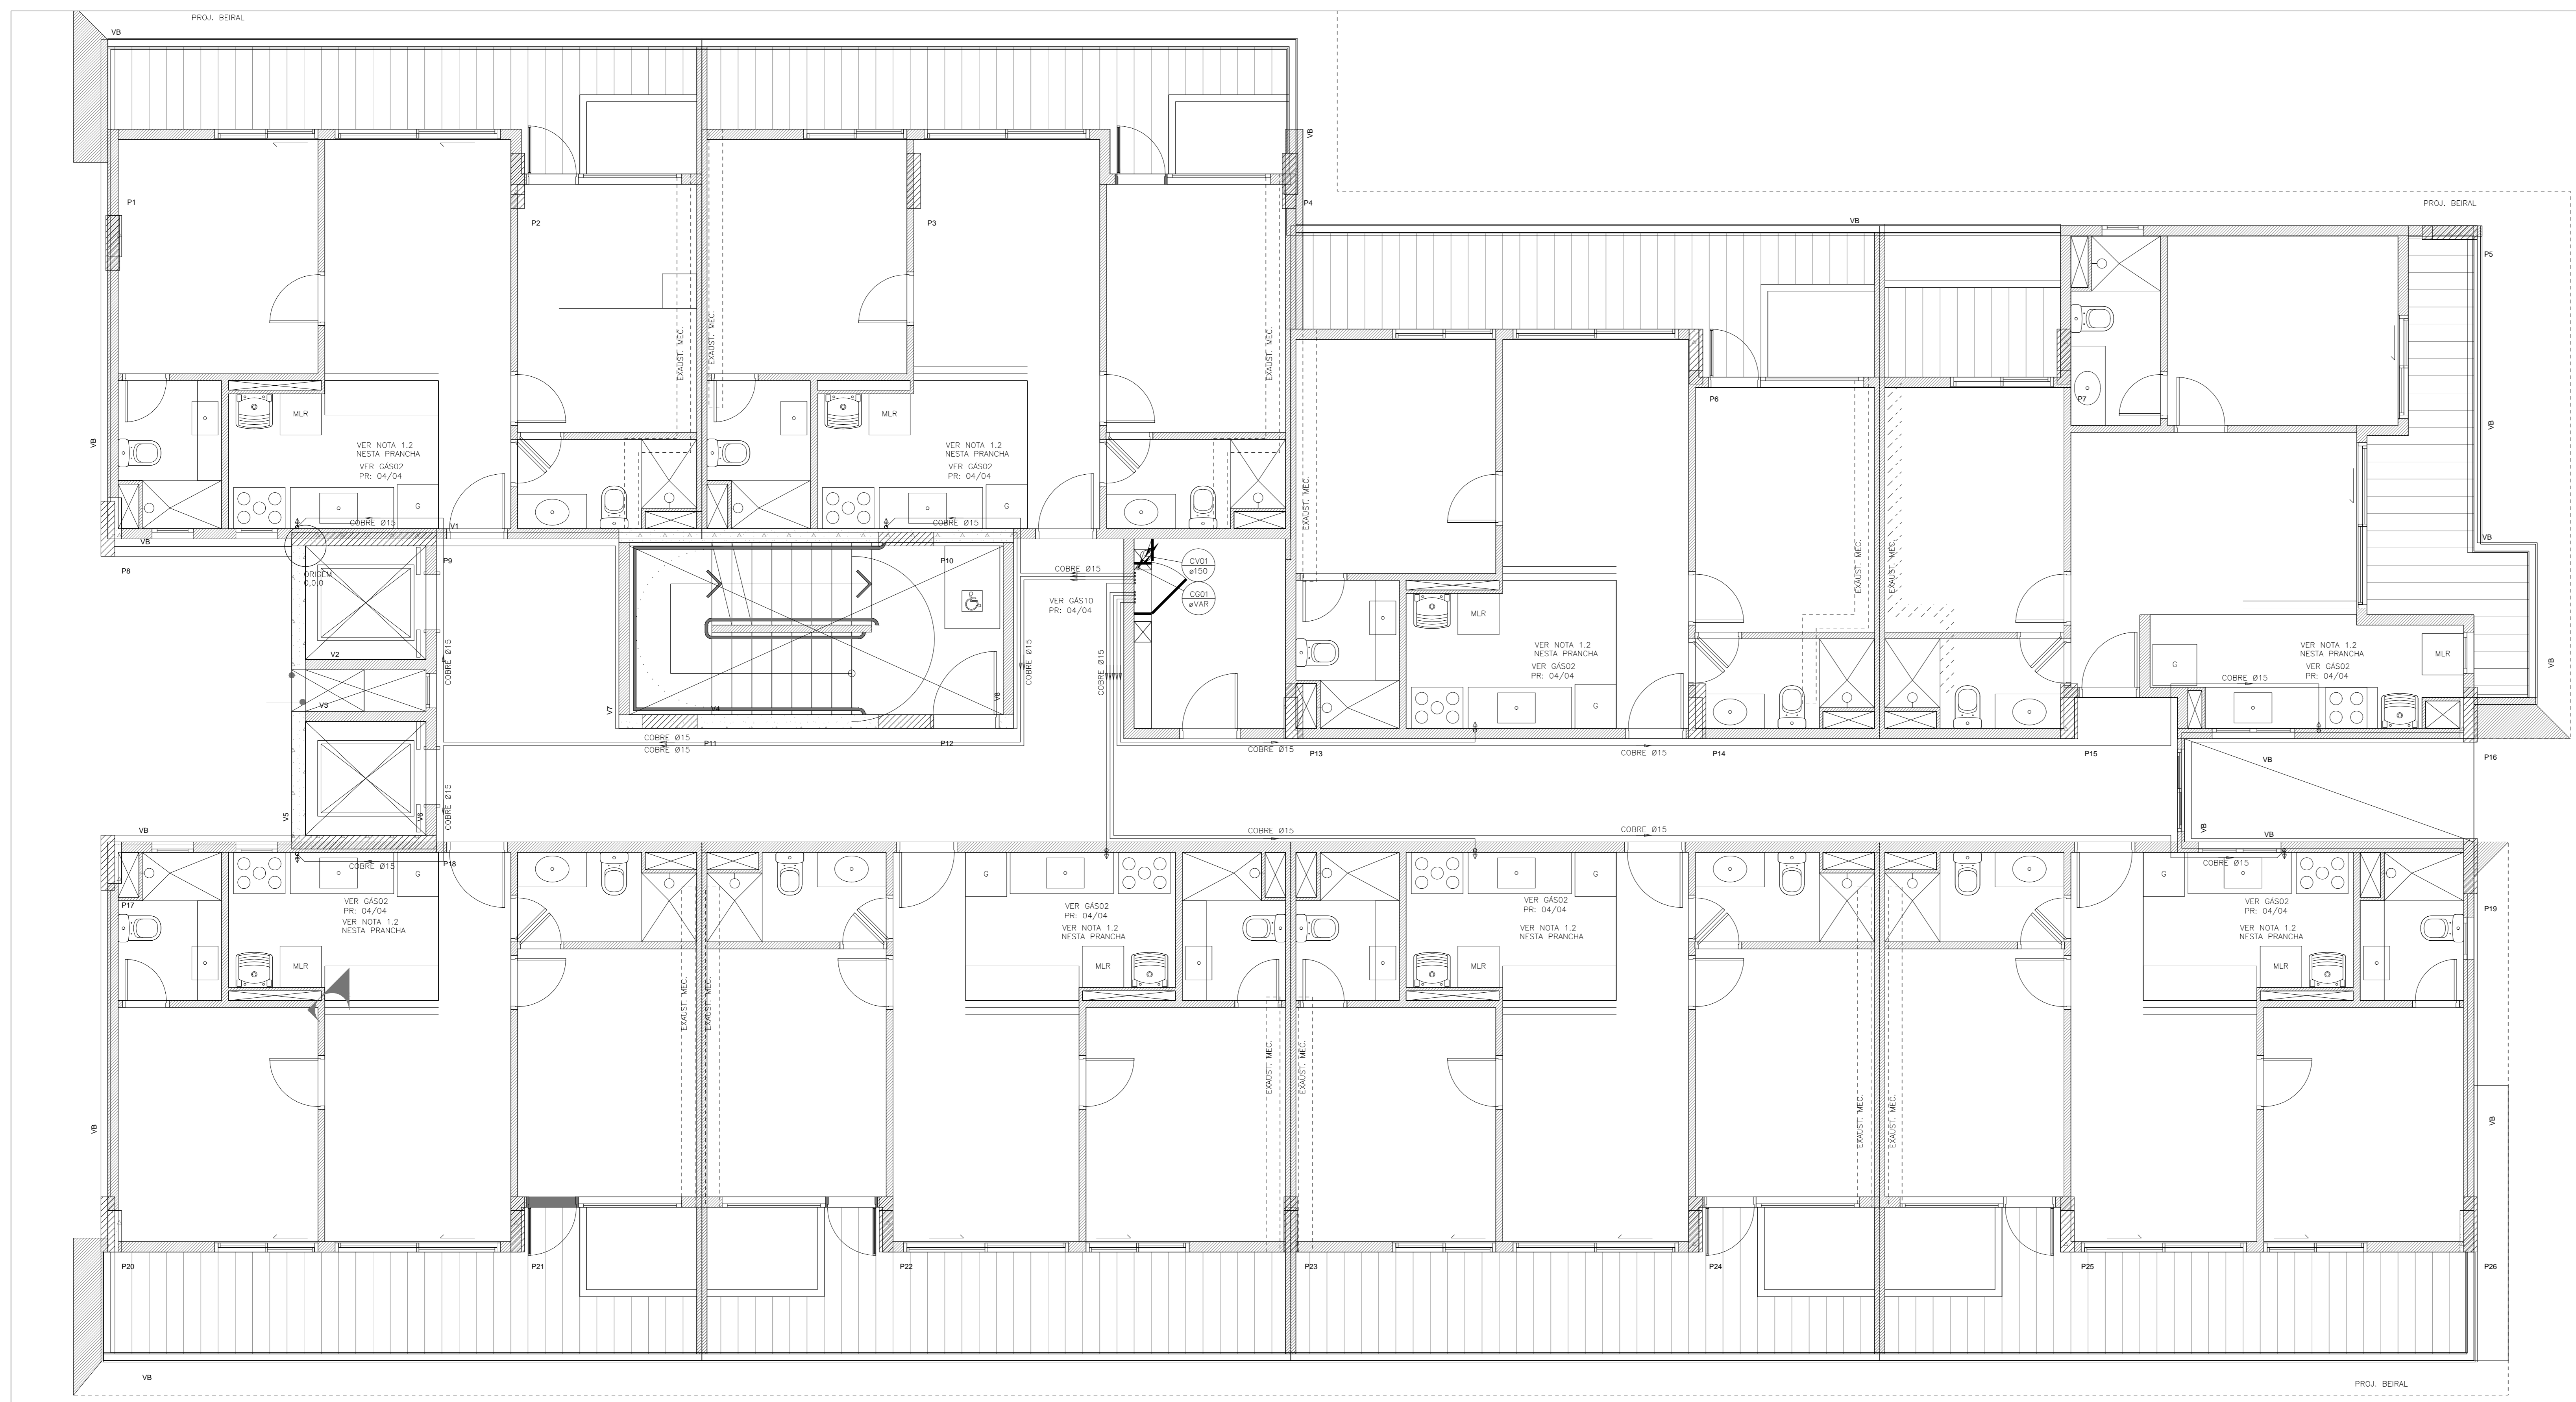 PROJ. BEIRAL
VB
VB
P1
P2
P3
P4
PROJ. BEIRAL
VB
P5
EXAUST. MEC.
EXAUST. MEC.
EXAUST. MEC.
MLR
MLR
P6
P7
VB
VB
VER NOTA 1.2
NESTA PRANCHA
VER GÁS02
PR: 04/04
VER NOTA 1.2
NESTA PRANCHA
VER GÁS02
PR: 04/04
EXAUST. MEC.
G
G
COBRE Ø15
V1
COBRE Ø15
VB
VB
P8
ORIGEM
0,0,0
P9
P10
COBRE Ø15
CV01
ø150
CG01
øVAR
VER GÁS10
PR: 04/04
EXAUST. MEC.
EXAUST. MEC.
MLR
VER NOTA 1.2
NESTA PRANCHA
VER GÁS02
PR: 04/04
G
VER NOTA 1.2
NESTA PRANCHA
VER GÁS02
PR: 04/04
MLR
G
COBRE Ø15
VB
V2
COBRE Ø15
COBRE Ø15
COBRE Ø15
V3
V7
V4
V8
COBRE Ø15
COBRE Ø15
P11
P12
COBRE Ø15
P13
COBRE Ø15
P14
P15
VB
P16
V5
V6
COBRE Ø15
VB
COBRE Ø15
COBRE Ø15
VB
VB
COBRE Ø15
P18
COBRE Ø15
G
G
G
G
P17
VER GÁS02
PR: 04/04
VER NOTA 1.2
NESTA PRANCHA
VER GÁS02
PR: 04/04
VER NOTA 1.2
NESTA PRANCHA
VER GÁS02
PR: 04/04
VER NOTA 1.2
NESTA PRANCHA
VER GÁS02
PR: 04/04
VER NOTA 1.2
NESTA PRANCHA
P19
MLR
MLR
MLR
MLR
EXAUST. MEC.
EXAUST. MEC.
EXAUST. MEC.
EXAUST. MEC.
EXAUST. MEC.
EXAUST. MEC.
VB
VB
P20
P21
P22
P23
P24
P25
P26
VB
PROJ. BEIRAL